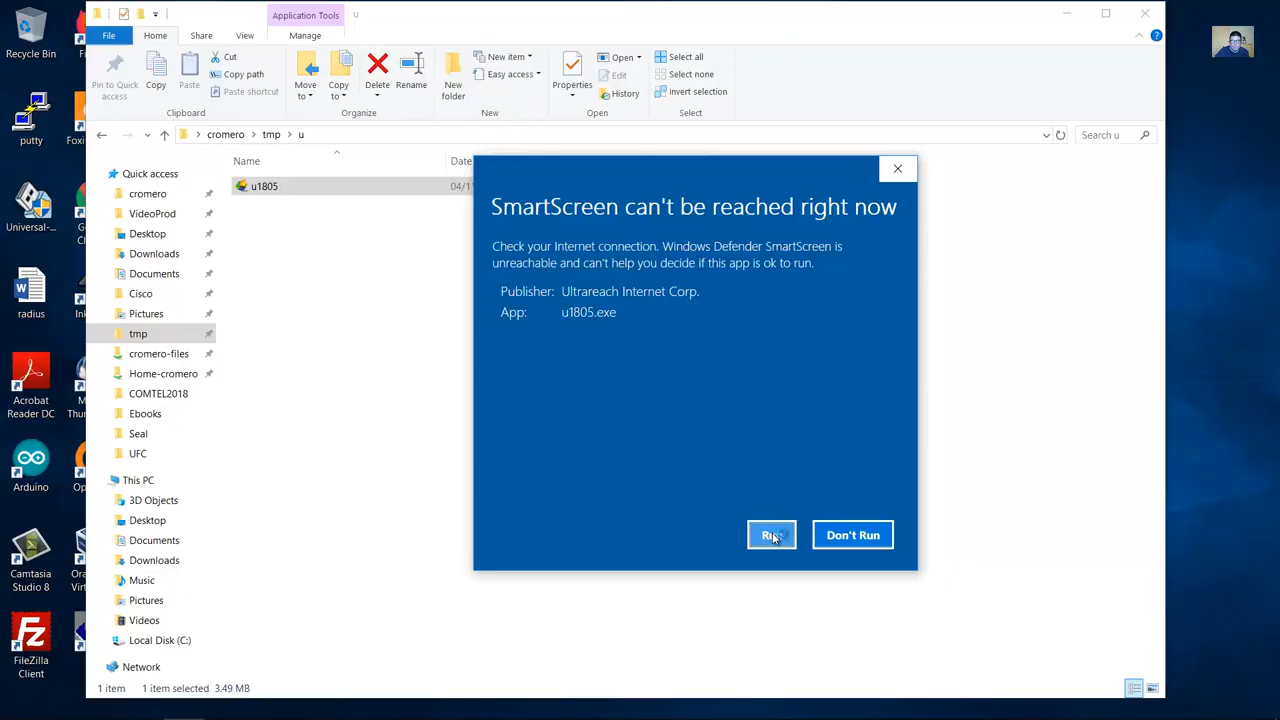 Recycle Bin
putty
Universal-...
radius
Acrobat
Reader DC
Arduino
Camtasia
Studio 8
FileZilla
Client
u
Application Tools
File
Home
Share
View
Manage
Pin to Quick
access
Copy
Paste
Cut
Copy path
Paste shortcut
Clipboard
Move
to
Copy
to
Delete
Rename
Organize
New
folder
New item
Easy access
New
Properties
Open
Edit
History
Open
Select all
Select none
Invert selection
Select
cromero > tmp > u
Search u
Name
Date
u1805
04/1
Quick access
cromero
VideoProd
Desktop
Downloads
Documents
Cisco
Pictures
tmp
cromero-files
Home-cromero
COMTEL2018
Ebooks
Seal
UFC
This PC
3D Objects
Desktop
Documents
Downloads
Music
Pictures
Videos
Local Disk (C:)
Network
SmartScreen can't be reached right now
Check your Internet connection. Windows Defender SmartScreen is
unreachable and can't help you decide if this app is ok to run.
Publisher: Ultrareach Internet Corp.
App: u1805.exe
Don't Run
1 item 1 item selected 3.49 MB